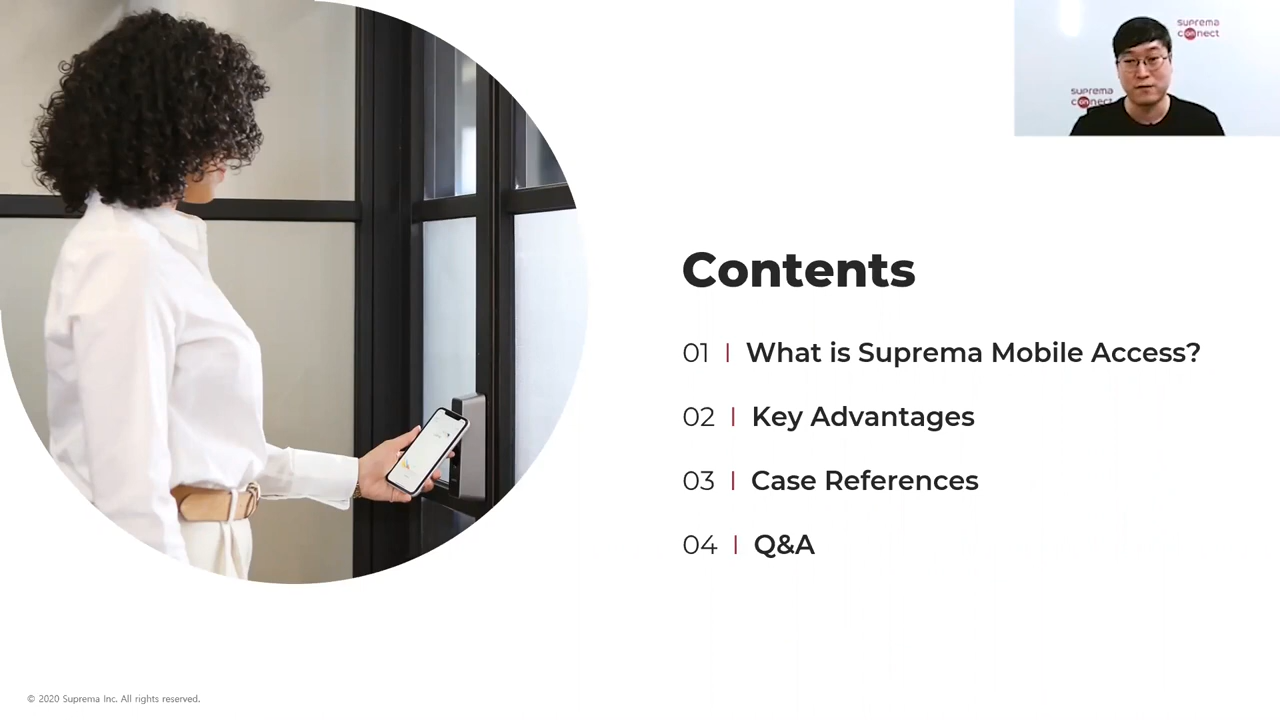 suprema
connect
suprema
connect
Contents
01 | What is Suprema Mobile Access?
02 | Key Advantages
03 | Case References
04 | Q&A
© 2020 Suprema Inc. All rights reserved.